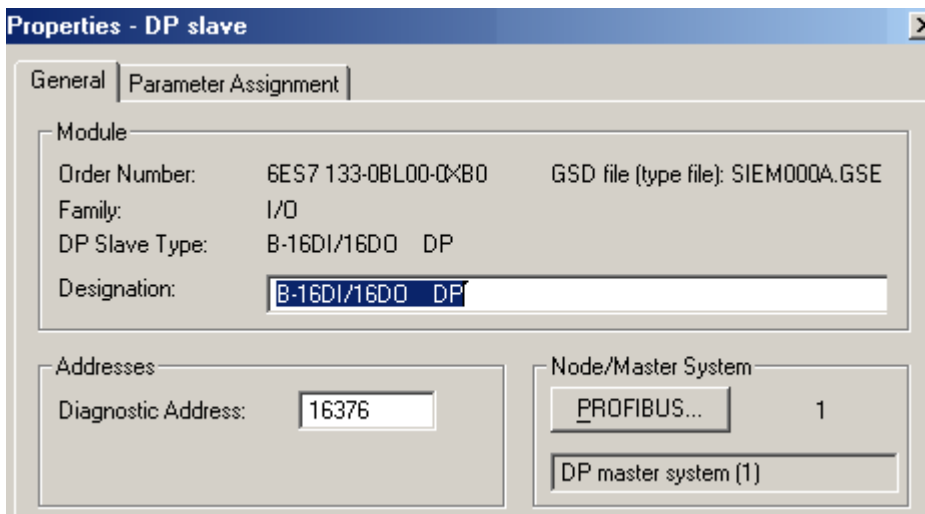 Properties - DP slave
General Parameter Assignment
Module
Order Number: 6ES7 133-0BL00-0XB0 GSD file (type file): SIEM000A.GSE
Family: I/O
DP Slave Type: B-16DI/16DO DP
Designation: B-16DI/16DO DP
Addresses
Diagnostic Address: 16376
Node/Master System
PROFIBUS... 1
DP master system (1)